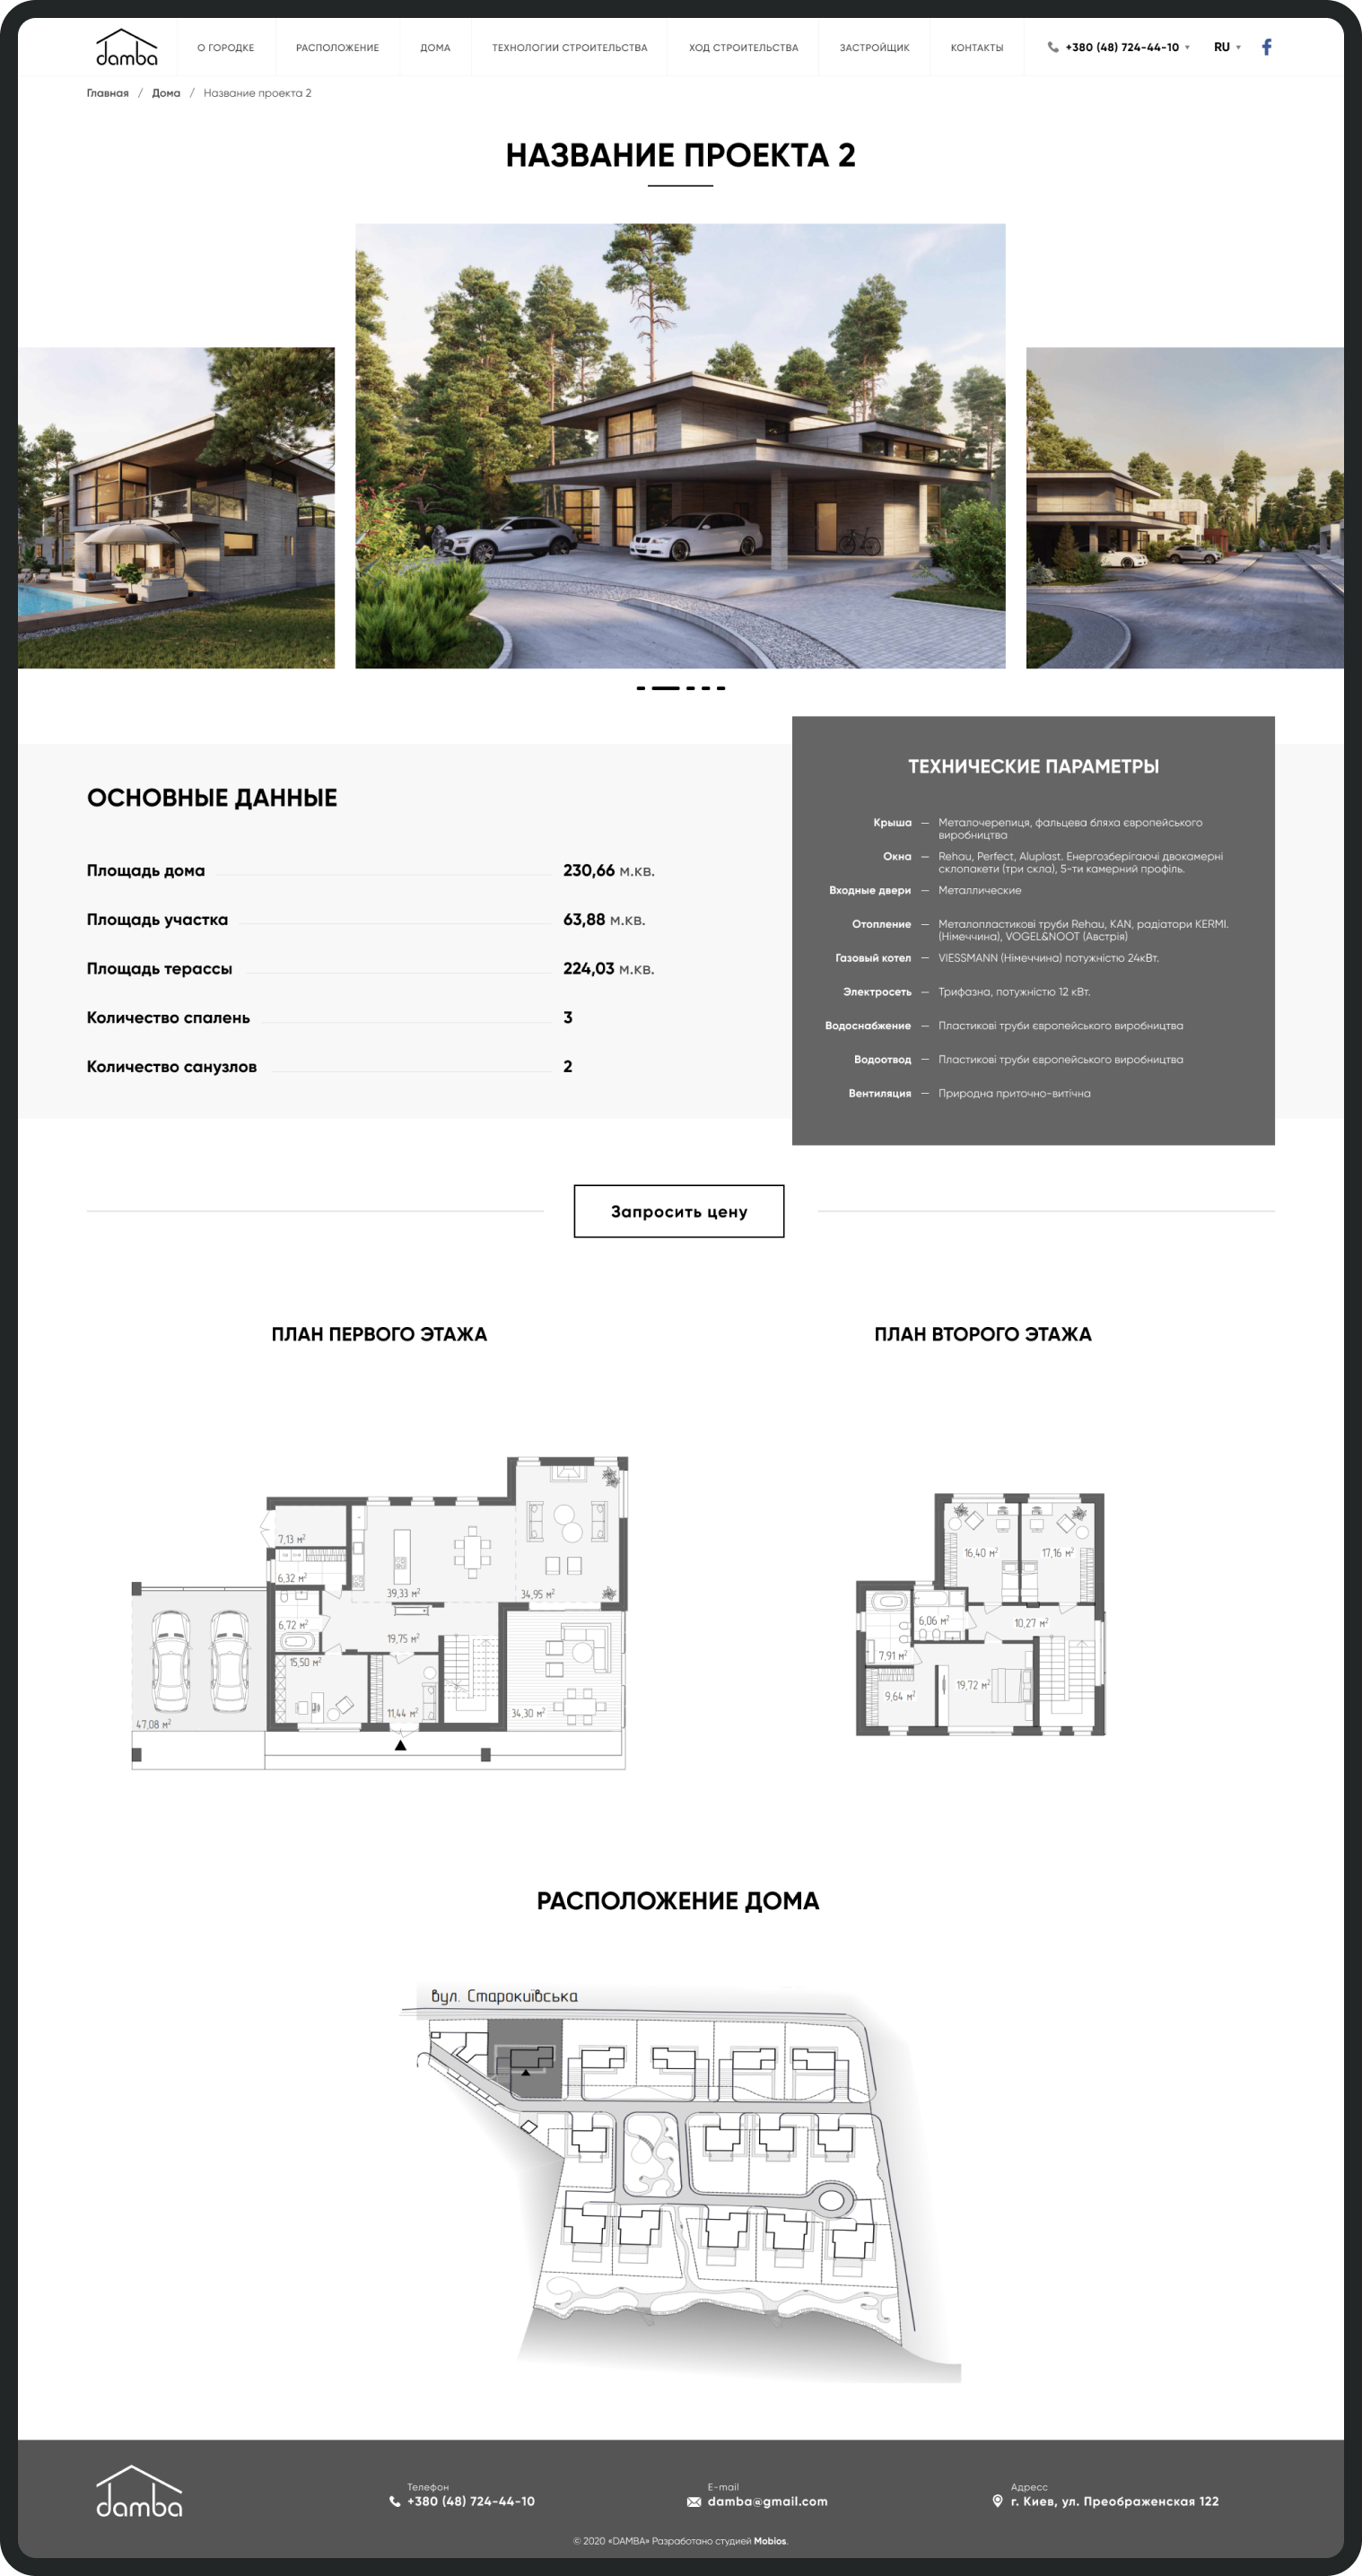 damba
О ГОРОДКЕ
РАСПОЛОЖЕНИЕ
ДОМА
ТЕХНОЛОГИИ СТРОИТЕЛЬСТВА
ХОД СТРОИТЕЛЬСТВА
ЗАСТРОЙЩИК
КОНТАКТЫ
+380 (48) 724-44-10
RU
f
Главная / Дома / Название проекта 2
НАЗВАНИЕ ПРОЕКТА 2
ОСНОВНЫЕ ДАННЫЕ
Площадь дома 230,66 м.кв.
Площадь участка 63,88 м.кв.
Площадь терассы 224,03 м.кв.
Количество спалень 3
Количество санузлов 2
ТЕХНИЧЕСКИЕ ПАРАМЕТРЫ
Крыша — Металочерепиця, фальцева бляха європейського
виробництва
Окна — Rehau, Perfect, Aluplast. Енергозберігаючі двокамерні
склопакети (три скла), 5-ти камерний профіль.
Входные двери — Металлические
Отопление — Металопластикові труби Rehau, KAN, радіатори KERMI.
(Німеччина), VOGEL&NOOT (Австрія)
Газовый котел — VIESSMANN (Німеччина) потужністю 24кВт.
Электросеть — Трифазна, потужністю 12 кВт.
Водоснабжение — Пластикові труби європейського виробництва
Водоотвод — Пластикові труби європейського виробництва
Вентиляция — Природна приточно-витічна
Запросить цену
ПЛАН ПЕРВОГО ЭТАЖА
7,13 м²
6,32 м²
39,33 м²
34,95 м²
6,72 м²
19,75 м²
15,50 м²
11,44 м²
34,30 м²
47,08 м²
ПЛАН ВТОРОГО ЭТАЖА
16,40 м²
17,16 м²
6,06 м²
10,27 м²
7,91 м²
19,72 м²
9,64 м²
РАСПОЛОЖЕНИЕ ДОМА
вул. Старокиївська
damba
Телефон
+380 (48) 724-44-10
E-mail
damba@gmail.com
Адресс
г. Киев, ул. Преображенская 122
© 2020 «DAMBA» Разработано студией Mobios.